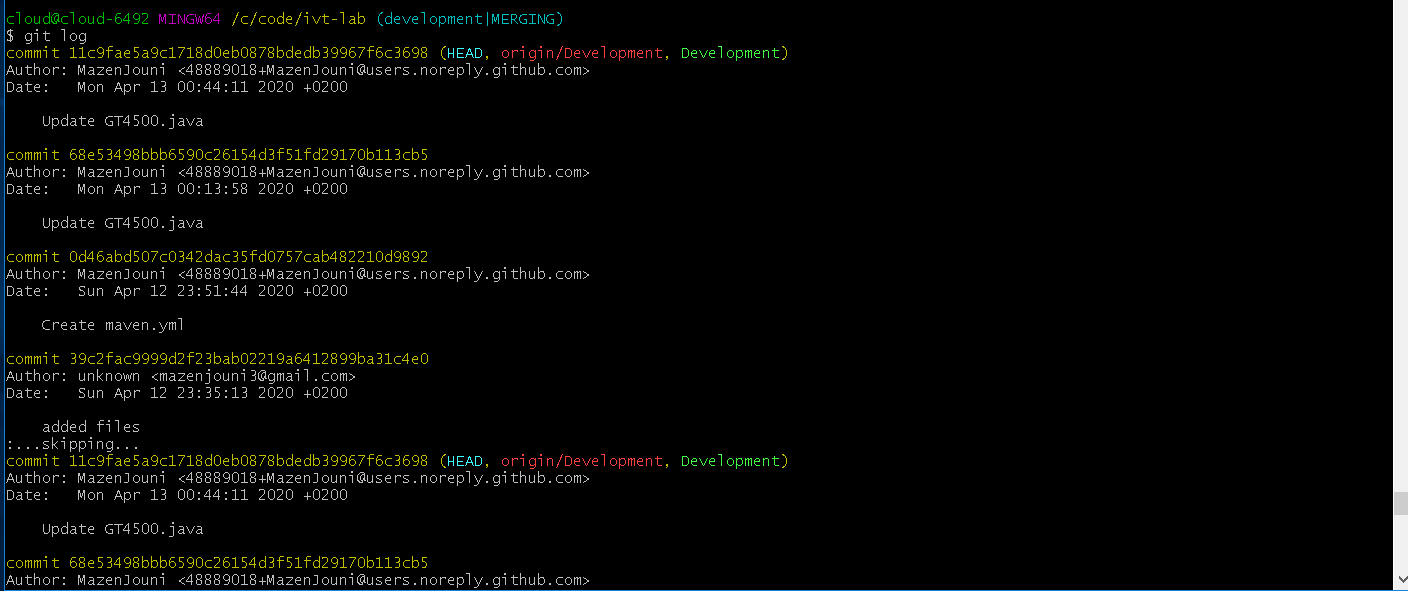 cloud@cloud-6492 MINGW64 /c/code/ivt-lab (development|MERGING)
$ git log
commit 11c9fae5a9c1718d0eb0878bdedb39967f6c3698 (HEAD, origin/Development, Development)
Author: MazenJouni <48889018+MazenJouni@users.noreply.github.com>
Date:   Mon Apr 13 00:44:11 2020 +0200
    Update GT4500.java
commit 68e53498bbb6590c26154d3f51fd29170b113cb5
Author: MazenJouni <48889018+MazenJouni@users.noreply.github.com>
Date:   Mon Apr 13 00:13:58 2020 +0200
    Update GT4500.java
commit 0d46abd507c0342dac35fd0757cab482210d9892
Author: MazenJouni <48889018+MazenJouni@users.noreply.github.com>
Date:   Sun Apr 12 23:51:44 2020 +0200
    Create maven.yml
commit 39c2fac9999d2f23bab02219a6412899ba31c4e0
Author: unknown <mazenjouni3@gmail.com>
Date:   Sun Apr 12 23:35:13 2020 +0200
    added files
:...skipping...
commit 11c9fae5a9c1718d0eb0878bdedb39967f6c3698 (HEAD, origin/Development, Development)
Author: MazenJouni <48889018+MazenJouni@users.noreply.github.com>
Date:   Mon Apr 13 00:44:11 2020 +0200
    Update GT4500.java
commit 68e53498bbb6590c26154d3f51fd29170b113cb5
Author: MazenJouni <48889018+MazenJouni@users.noreply.github.com>